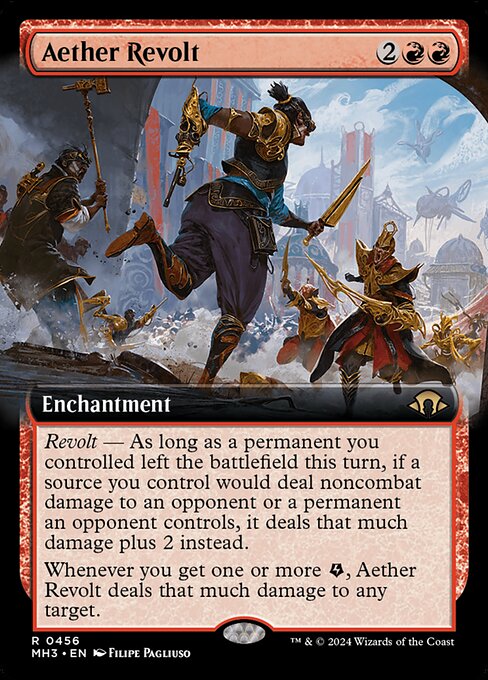 Aether Revolt 2
Enchantment
Revolt — As long as a permanent you
controlled left the battlefield this turn, if a
source you control would deal noncombat
damage to an opponent or a permanent
an opponent controls, it deals that much
damage plus 2 instead.
Whenever you get one or more , Aether
Revolt deals that much damage to any
target.
R 0456
MH3 • EN Filipe Pagliuso
™ & © 2024 Wizards of the Coast